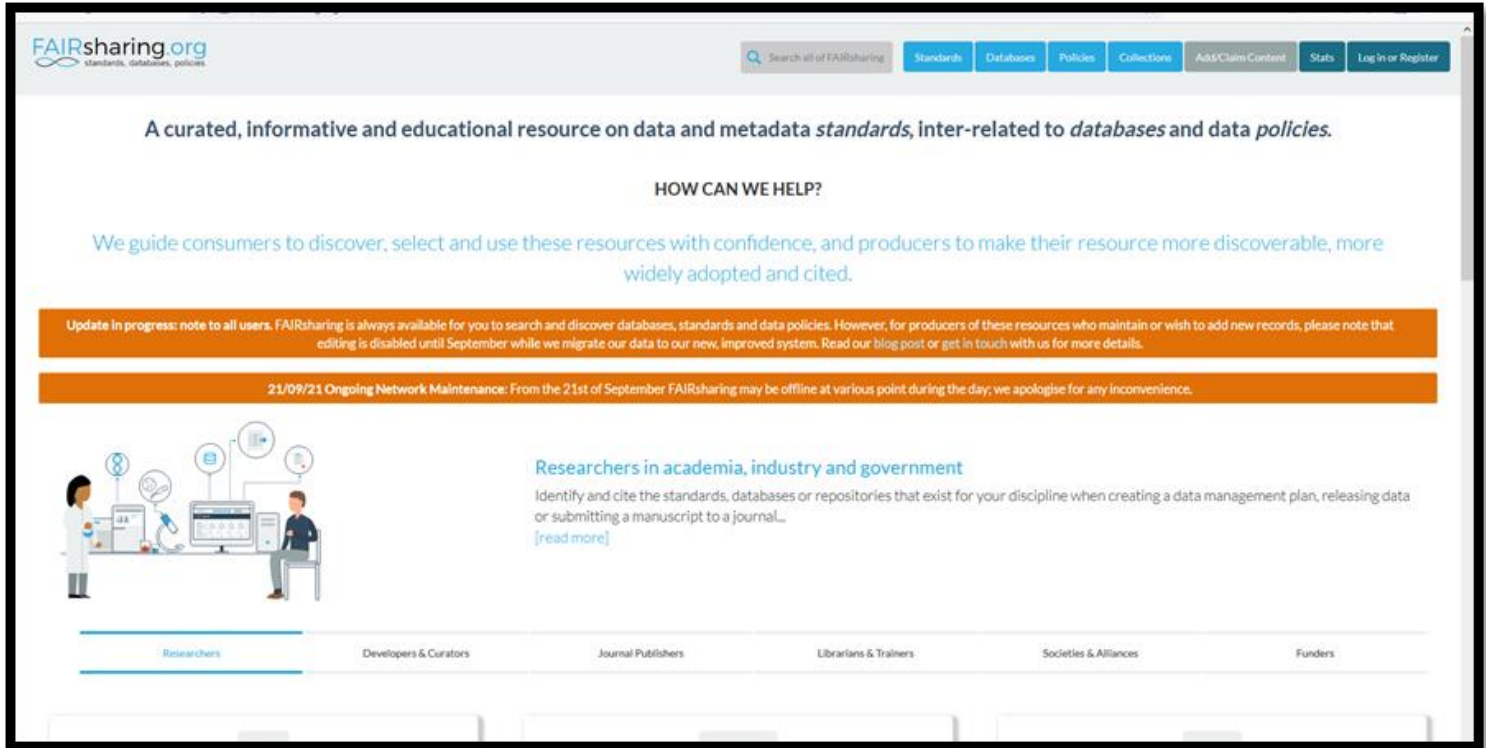 FAIRsharing.org
standards, databases, policies
Search all of FAIRsharing
Standards
Databases
Policies
Collections
Add/Claim Content
Stats
Log in or Register
A curated, informative and educational resource on data and metadata standards, inter-related to databases and data policies.
HOW CAN WE HELP?
We guide consumers to discover, select and use these resources with confidence, and producers to make their resource more discoverable, more
widely adopted and cited.
Update in progress: note to all users. FAIRsharing is always available for you to search and discover databases, standards and data policies. However, for producers of these resources who maintain or wish to add new records, please note that
editing is disabled until September while we migrate our data to our new, improved system. Read our blog post or get in touch with us for more details.
21/09/21 Ongoing Network Maintenance: From the 21st of September FAIRsharing may be offline at various point during the day; we apologise for any inconvenience.
Researchers in academia, industry and government
Identify and cite the standards, databases or repositories that exist for your discipline when creating a data management plan, releasing data
or submitting a manuscript to a journal...
[read more]
Researchers
Developers & Curators
Journal Publishers
Librarians & Trainers
Societies & Alliances
Funders